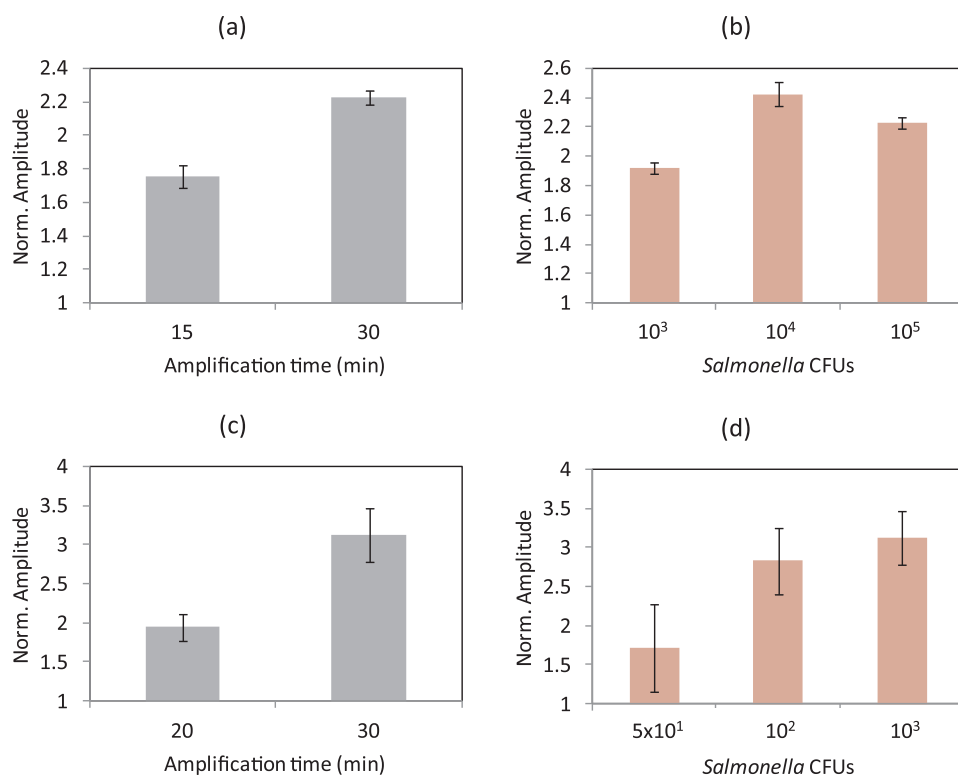 (a)
2.4
2.2
2
1.8
1.6
1.4
1.2
1
Norm. Amplitude
15 30
Amplification time (min)
(b)
2.6
2.4
2.2
2
1.8
1.6
1.4
1.2
1
Norm. Amplitude
10³ 10⁴ 10⁵
Salmonella CFUs
(c)
4
3.5
3
2.5
2
1.5
1
Norm. Amplitude
20 30
Amplification time (min)
(d)
4
3.5
3
2.5
2
1.5
1
Norm. Amplitude
5x10¹ 10² 10³
Salmonella CFUs